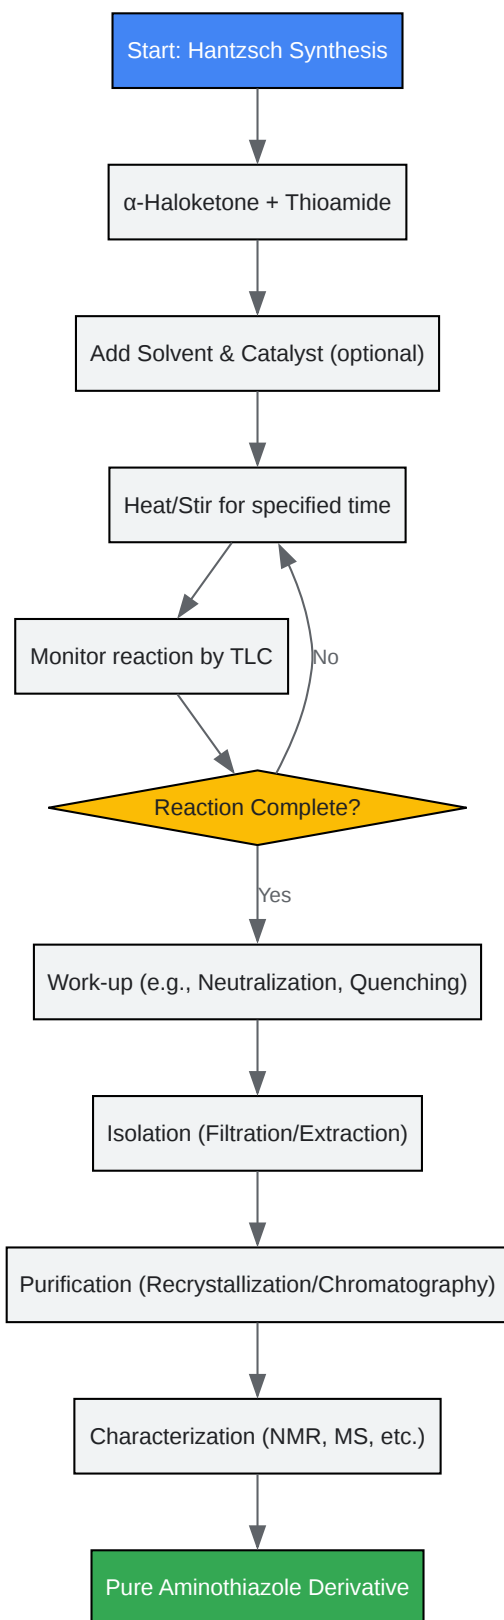 Start: Hantzsch Synthesis
α-Haloketone + Thioamide
Add Solvent & Catalyst (optional)
Heat/Stir for specified time
Monitor reaction by TLC
No
Reaction Complete?
Yes
Work-up (e.g., Neutralization, Quenching)
Isolation (Filtration/Extraction)
Purification (Recrystallization/Chromatography)
Characterization (NMR, MS, etc.)
Pure Aminothiazole Derivative